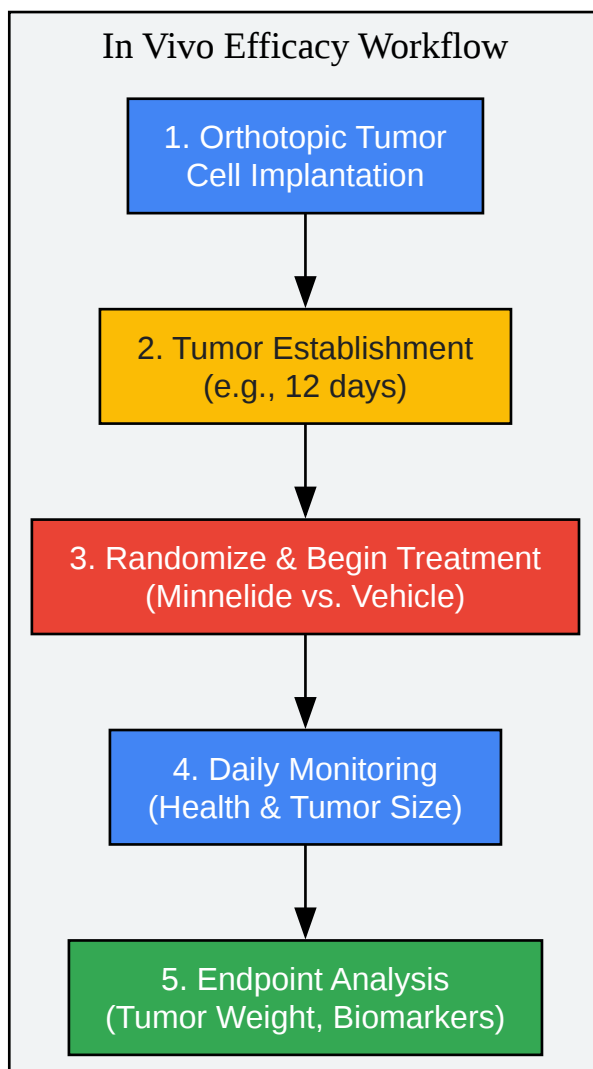 In Vivo Efficacy Workflow
1. Orthotopic Tumor
Cell Implantation
2. Tumor Establishment
(e.g., 12 days)
3. Randomize & Begin Treatment
(Minnelide vs. Vehicle)
4. Daily Monitoring
(Health & Tumor Size)
5. Endpoint Analysis
(Tumor Weight, Biomarkers)